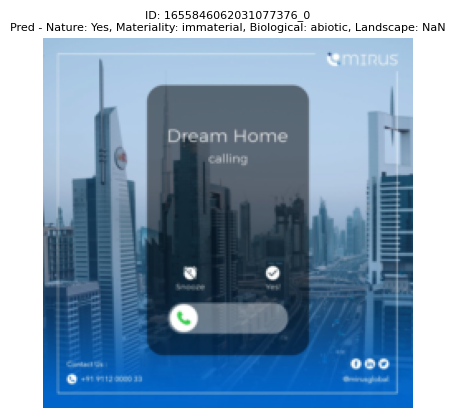 ID: 1655846062031077376_0
Pred - Nature: Yes, Materiality: immaterial, Biological: abiotic, Landscape: NaN
MIRUS
Dream Home
calling
Snooze
Yes!
Contact Us :
+91 9112 0000 33
@mirusglobal